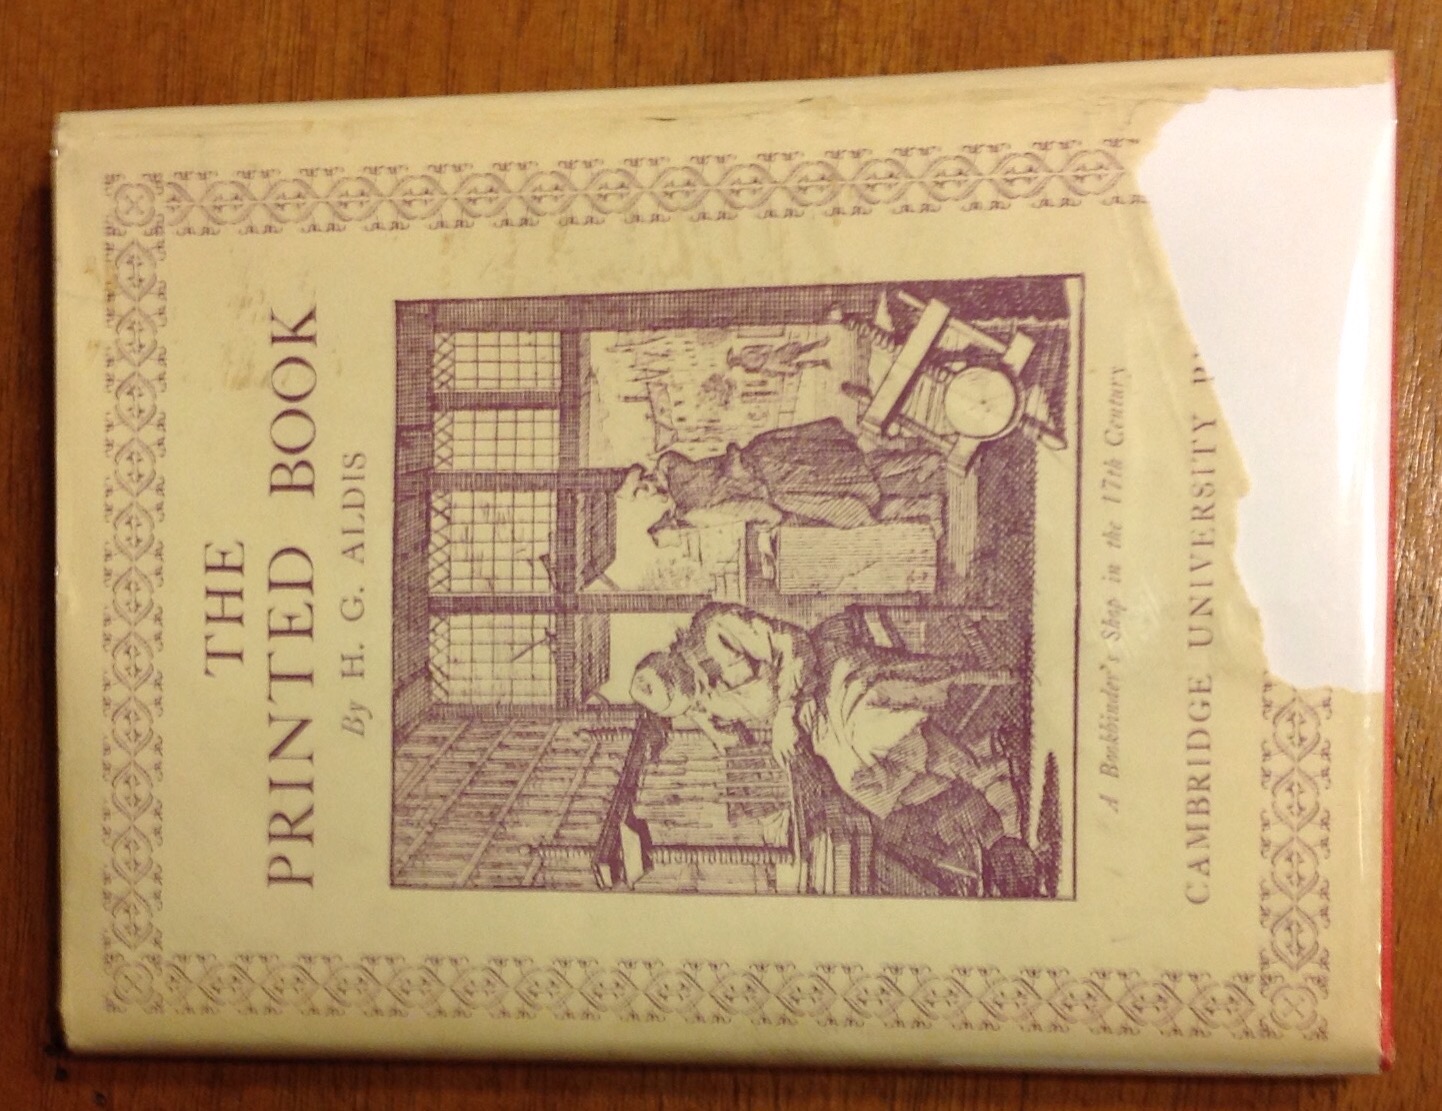 THE
PRINTED BOOK
By H. G. ALDIS
A Bookbinder's Shop in the 17th Century
CAMBRIDGE UNIVERSITY